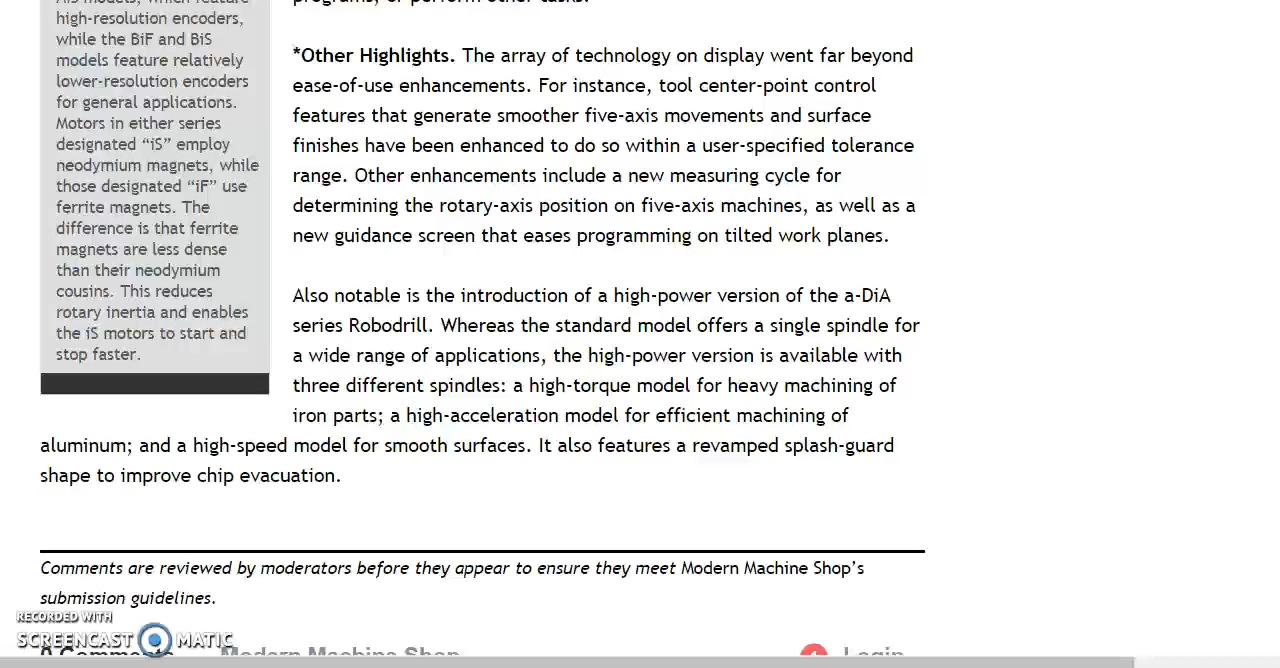 high-resolution encoders,
while the BiF and BiS
models feature relatively
lower-resolution encoders
for general applications.
Motors in either series
designated “iS” employ
neodymium magnets, while
those designated “iF” use
ferrite magnets. The
difference is that ferrite
magnets are less dense
than their neodymium
cousins. This reduces
rotary inertia and enables
the iS motors to start and
stop faster.
programs, or perform other tasks.
*Other Highlights. The array of technology on display went far beyond
ease-of-use enhancements. For instance, tool center-point control
features that generate smoother five-axis movements and surface
finishes have been enhanced to do so within a user-specified tolerance
range. Other enhancements include a new measuring cycle for
determining the rotary-axis position on five-axis machines, as well as a
new guidance screen that eases programming on tilted work planes.
Also notable is the introduction of a high-power version of the a-DiA
series Robodrill. Whereas the standard model offers a single spindle for
a wide range of applications, the high-power version is available with
three different spindles: a high-torque model for heavy machining of
iron parts; a high-acceleration model for efficient machining of
aluminum; and a high-speed model for smooth surfaces. It also features a revamped splash-guard
shape to improve chip evacuation.
Comments are reviewed by moderators before they appear to ensure they meet Modern Machine Shop’s
submission guidelines.
RECORDED WITH
SCREENCAST MATIC
0 Comments Modern Machine Shop Login